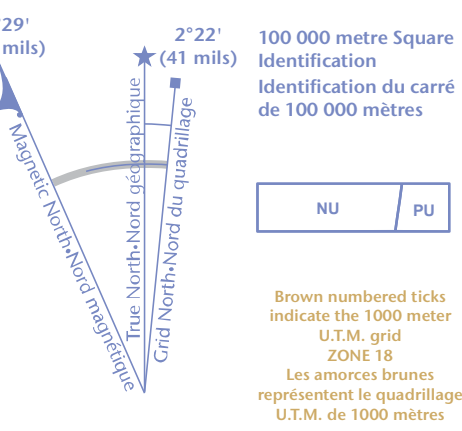 °29'
mils)
2°22'
(41 mils)
Magnetic North•Nord magnétique
True North•Nord géographique
Grid North•Nord du quadrillage
100 000 metre Square
Identification
Identification du carré
de 100 000 mètres
NU
PU
Brown numbered ticks
indicate the 1000 meter
U.T.M. grid
ZONE 18
Les amorces brunes
représentent le quadrillage
U.T.M. de 1000 mètres